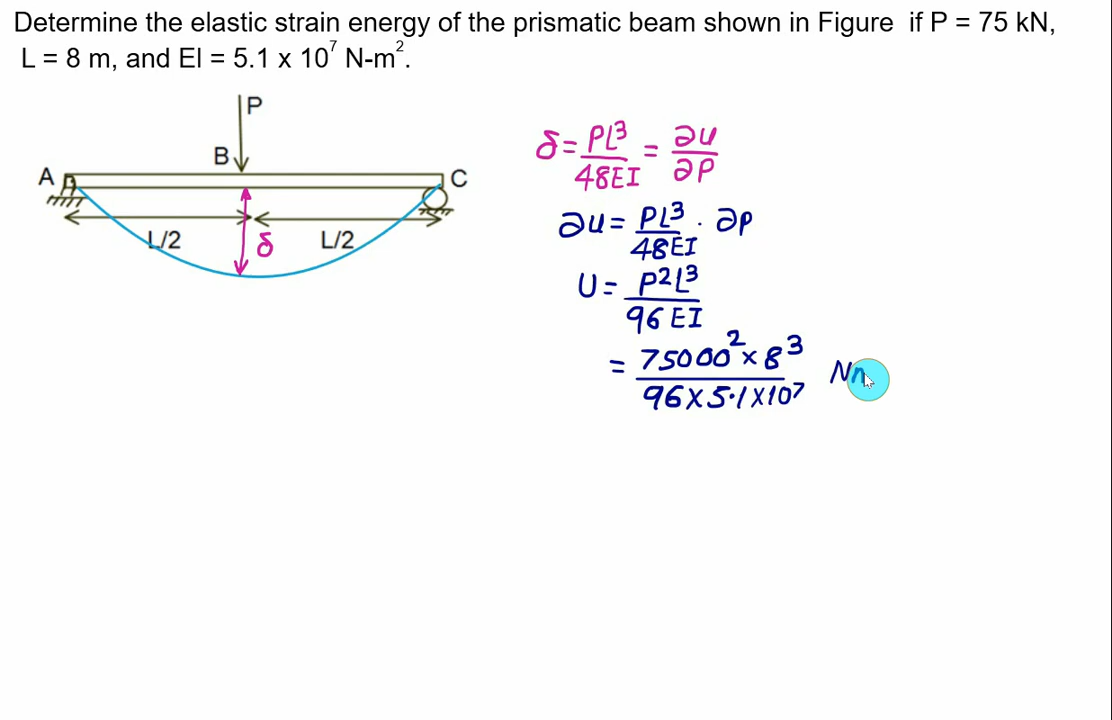 Determine the elastic strain energy of the prismatic beam shown in Figure if P = 75 kN,
L = 8 m, and EI = 5.1 x 10⁷ N-m².
P
B
A
C
L/2
δ
L/2
δ = PL³/48EI = ∂U/∂P
∂U = PL³/48EI · ∂P
U = P²L³/96 EI
= 75000² × 8³ / 96 × 5·1 × 10⁷